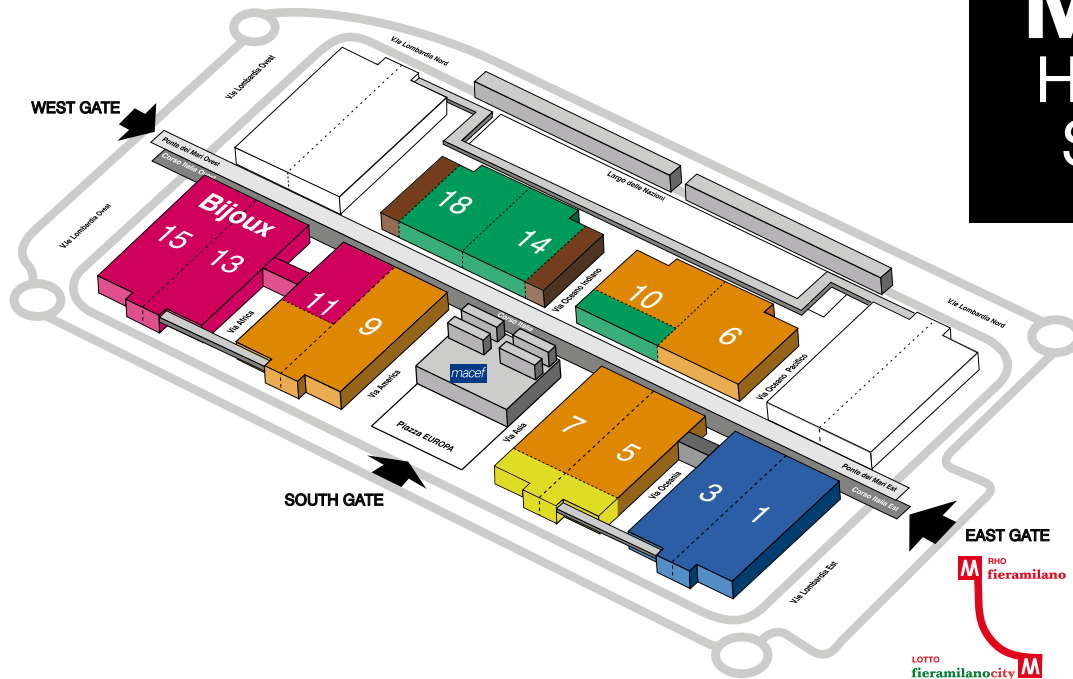 M
H
S
V.le Lombardia Nord
V.le Lombardia Ovest
WEST GATE
Ponte dei Mari Ovest
Corso Italia Ovest
Largo delle Nazioni
18
14
Bijoux
15
13
11
9
V.le Lombardia Ovest
Via Africa
Via Oceano Indiano
10
6
Corso Italia
macef
V.le Lombardia Nord
Via America
Via Oceano Pacifico
Piazza EUROPA
Via Asia
7
5
Via Oceania
3
1
Ponte dei Mari Est
Corso Italia Est
SOUTH GATE
EAST GATE
V.le Lombardia Est
M RHO
fieramilano
LOTTO
fieramilanocity M